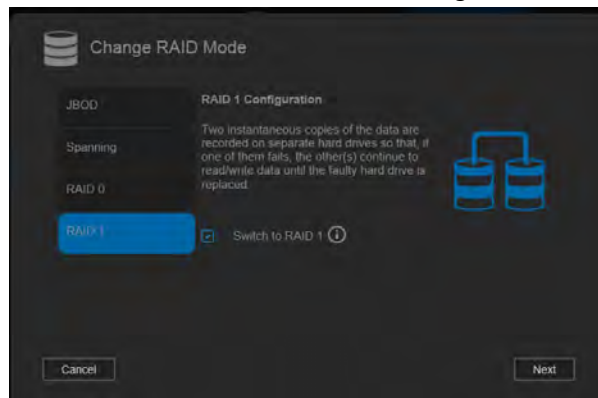 Change RAID Mode
JBOD
Spanning
RAID 0
RAID 1
RAID 1 Configuration
Two instantaneous copies of the data are
recorded on separate hard drives so that, if
one of them fails, the other(s) continue to
read/write data until the faulty hard drive is
replaced
Switch to RAID 1
Cancel
Next